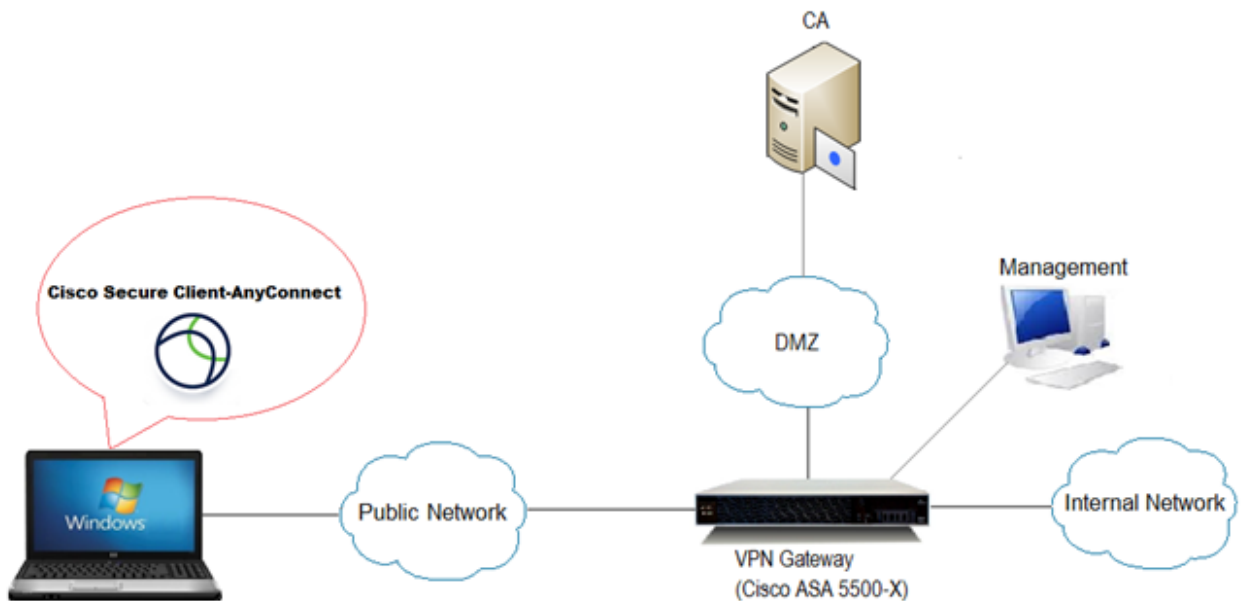 CA
Management
Cisco Secure Client-AnyConnect
DMZ
Windows
Public Network
Internal Network
VPN Gateway
(Cisco ASA 5500-X)